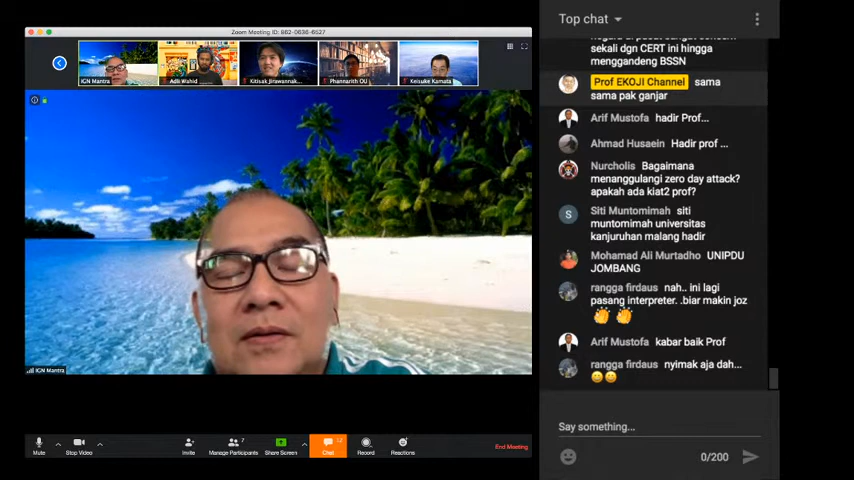 Zoom Meeting ID: 862-0636-6527
IGN Mantra
Adli Wahid
Kitisak Jirawannak...
Phannarith OU
Keisuke Kamata
IGN Mantra
Mute
Stop Video
Invite
7
Manage Participants
Share Screen
12
Chat
Record
Reactions
End Meeting
Top chat
sekali dgn CERT ini hingga
menggandeng BSSN
Prof EKOJI Channel sama
sama pak ganjar
Arif Mustofa hadir Prof...
Ahmad Husaein Hadir prof ...
Nurcholis Bagaimana
menanggulangi zero day attack?
apakah ada kiat2 prof?
S
Siti Muntomimah siti
muntomimah universitas
kanjuruhan malang hadir
Mohamad Ali Murtadho UNIPDU
JOMBANG
rangga firdaus nah.. ini lagi
pasang interpreter. .biar makin joz
👏 👏
Arif Mustofa kabar baik Prof
rangga firdaus nyimak aja dah...
😀😀
Say something...
0/200